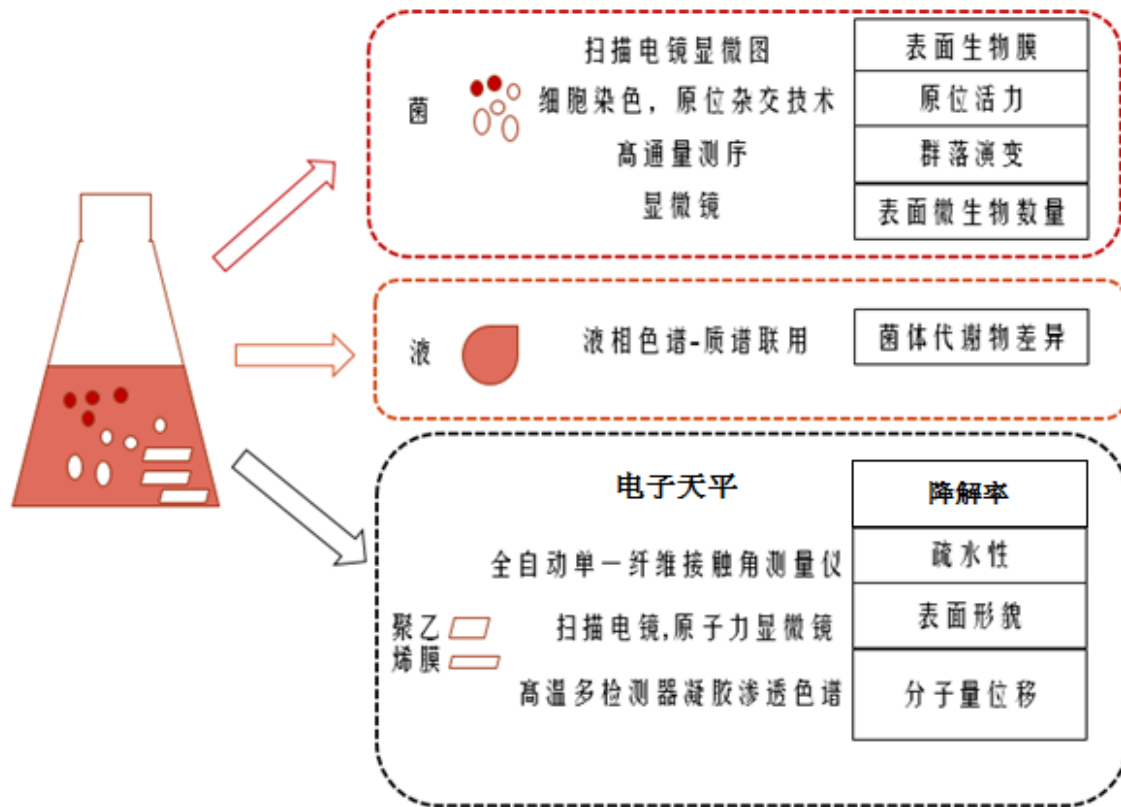 扫描电镜显微图
表面生物膜
菌
细胞染色，原位杂交技术
原位活力
高通量测序
群落演变
显微镜
表面微生物数量
液
液相色谱-质谱联用
菌体代谢物差异
电子天平
降解率
全自动单一纤维接触角测量仪
疏水性
聚乙
烯膜
扫描电镜,原子力显微镜
表面形貌
高温多检测器凝胶渗透色谱
分子量位移